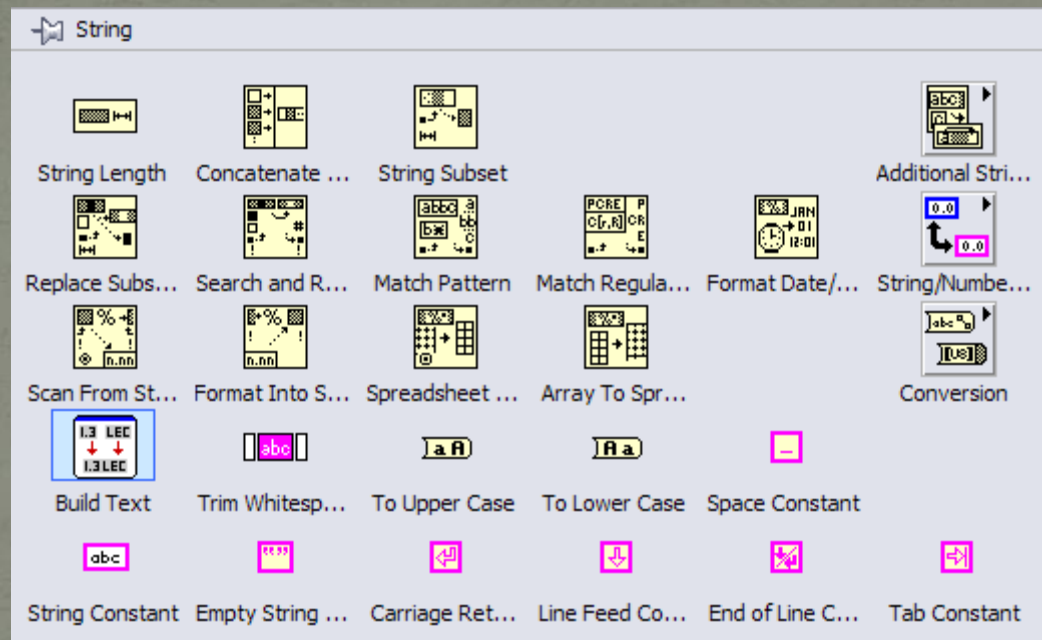 String
String Length Concatenate ... String Subset Additional Stri...
Replace Subs... Search and R... Match Pattern Match Regula... Format Date/... String/Numbe...
Scan From St... Format Into S... Spreadsheet ... Array To Spr... Conversion
Build Text Trim Whitesp... To Upper Case To Lower Case Space Constant
String Constant Empty String ... Carriage Ret... Line Feed Co... End of Line C... Tab Constant